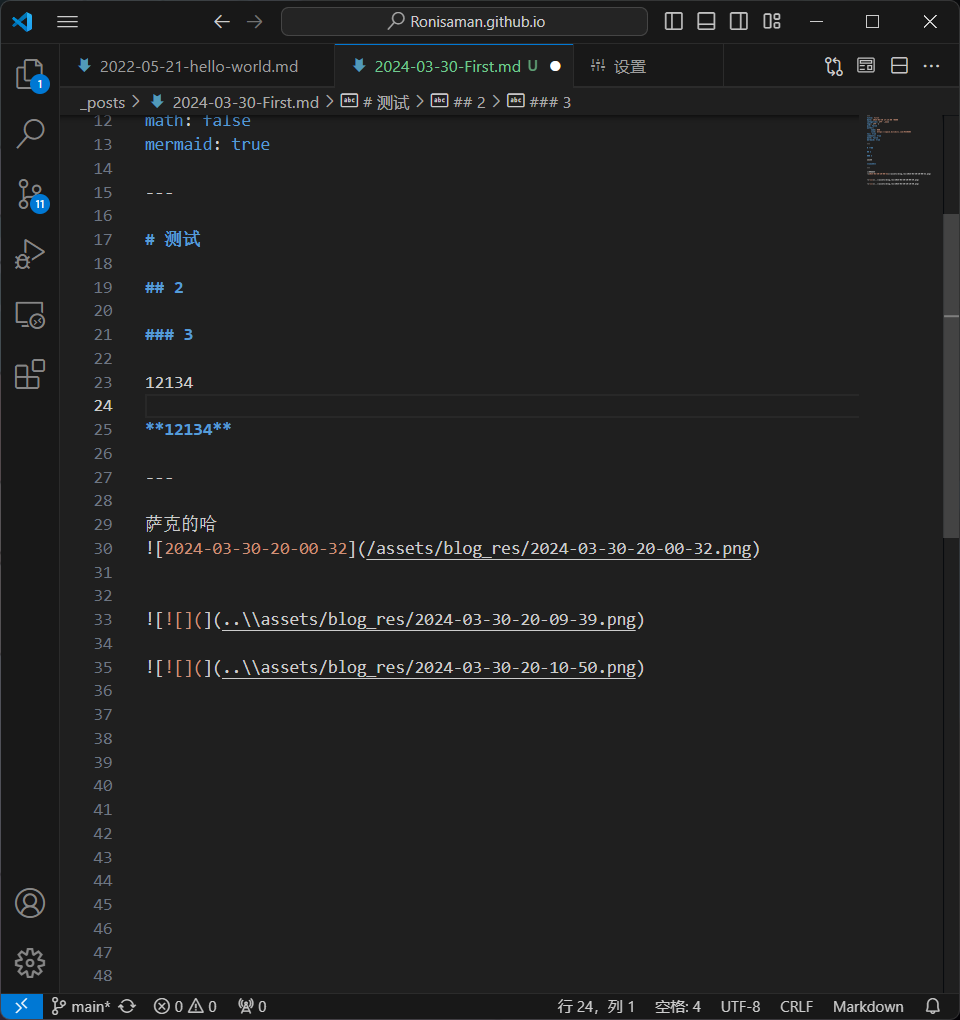 Ronisaman.github.io
2022-05-21-hello-world.md
2024-03-30-First.md U
设置
1
_posts > 2024-03-30-First.md > # 测试 > ## 2 > ### 3
12 math: false
13 mermaid: true
14
15 ---
16
17 # 测试
18
19 ## 2
20
21 ### 3
22
23 12134
24
25 **12134**
26
27 ---
28
29 萨克的哈
30 ![2024-03-30-20-00-32](/assets/blog_res/2024-03-30-20-00-32.png)
31
32
33 ![![](](..\\assets/blog_res/2024-03-30-20-09-39.png)
34
35 ![![](](..\\assets/blog_res/2024-03-30-20-10-50.png)
36
37
38
39
40
41
42
43
44
45
46
47
48
11
main* 0 0 0 行 24，列 1 空格: 4 UTF-8 CRLF Markdown